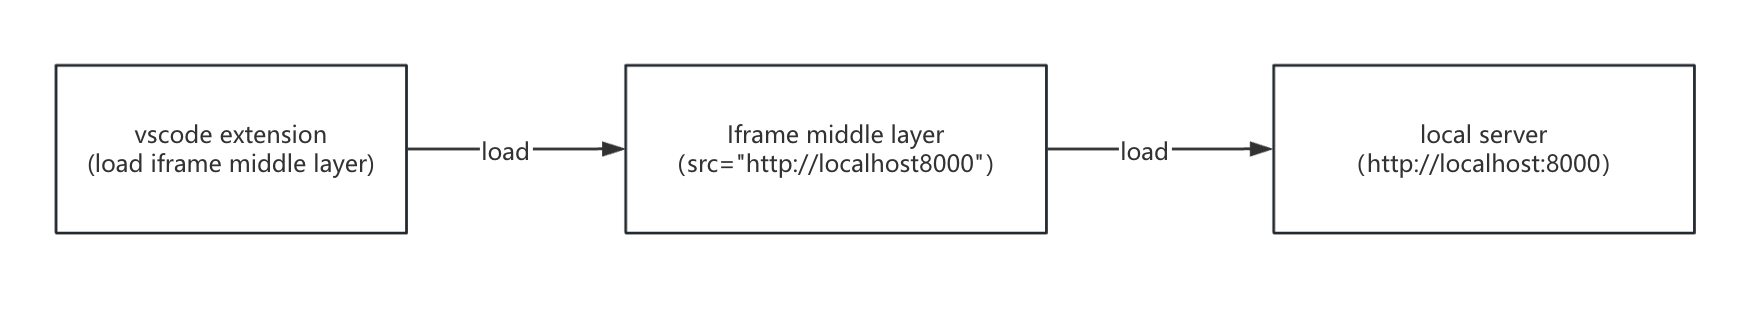 vscode extension
(load iframe middle layer)
load
Iframe middle layer
(src="http://localhost8000")
load
local server
(http://localhost:8000)